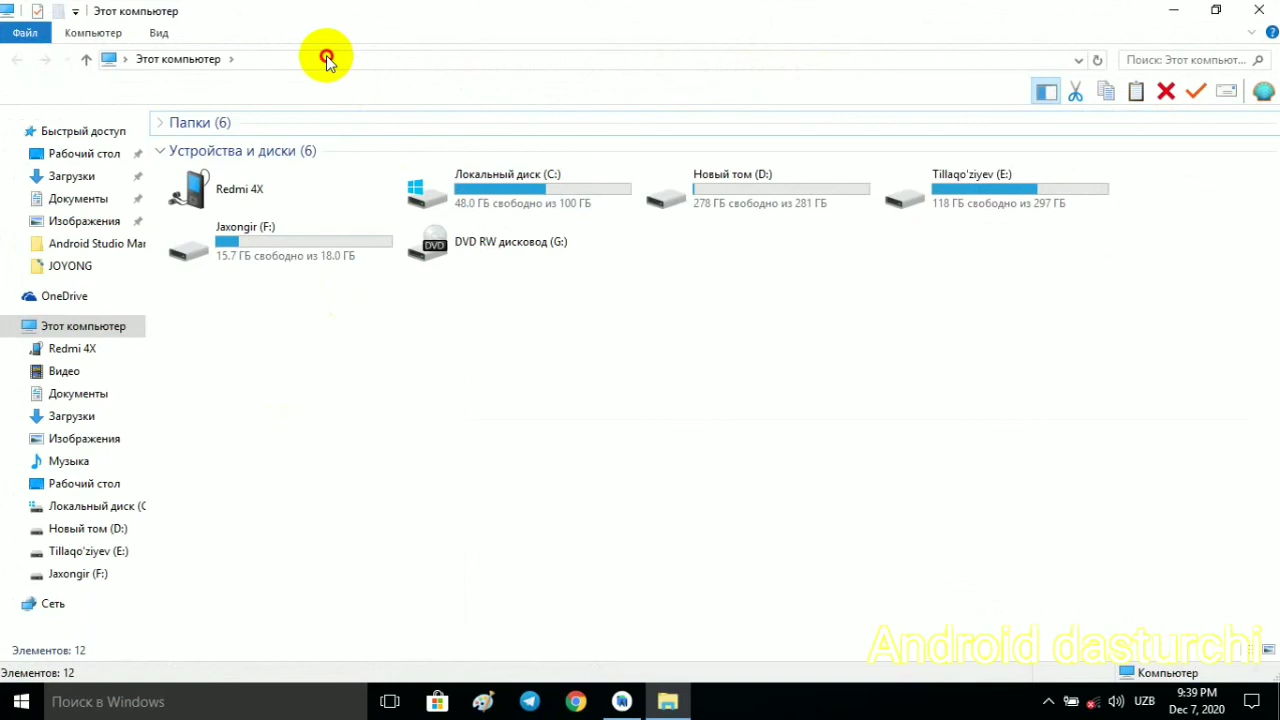 Этот компьютер
Файл
Компьютер
Вид
Этот компьютер
Поиск: Этот компьют...
Быстрый доступ
Рабочий стол
Загрузки
Документы
Изображения
Android Studio Mar
JOYONG
OneDrive
Этот компьютер
Redmi 4X
Видео
Документы
Загрузки
Изображения
Музыка
Рабочий стол
Локальный диск (C
Новый том (D:)
Tillaqo'ziyev (E:)
Jaxongir (F:)
Сеть
Папки (6)
Устройства и диски (6)
Redmi 4X
Локальный диск (C:)
48.0 ГБ свободно из 100 ГБ
Новый том (D:)
278 ГБ свободно из 281 ГБ
Tillaqo'ziyev (E:)
118 ГБ свободно из 297 ГБ
Jaxongir (F:)
15.7 ГБ свободно из 18.0 ГБ
DVD
DVD RW дисковод (G:)
Элементов: 12
Android dasturchi
Элементов: 12
Компьютер
Поиск в Windows
UZB
9:39 PM
Dec 7, 2020